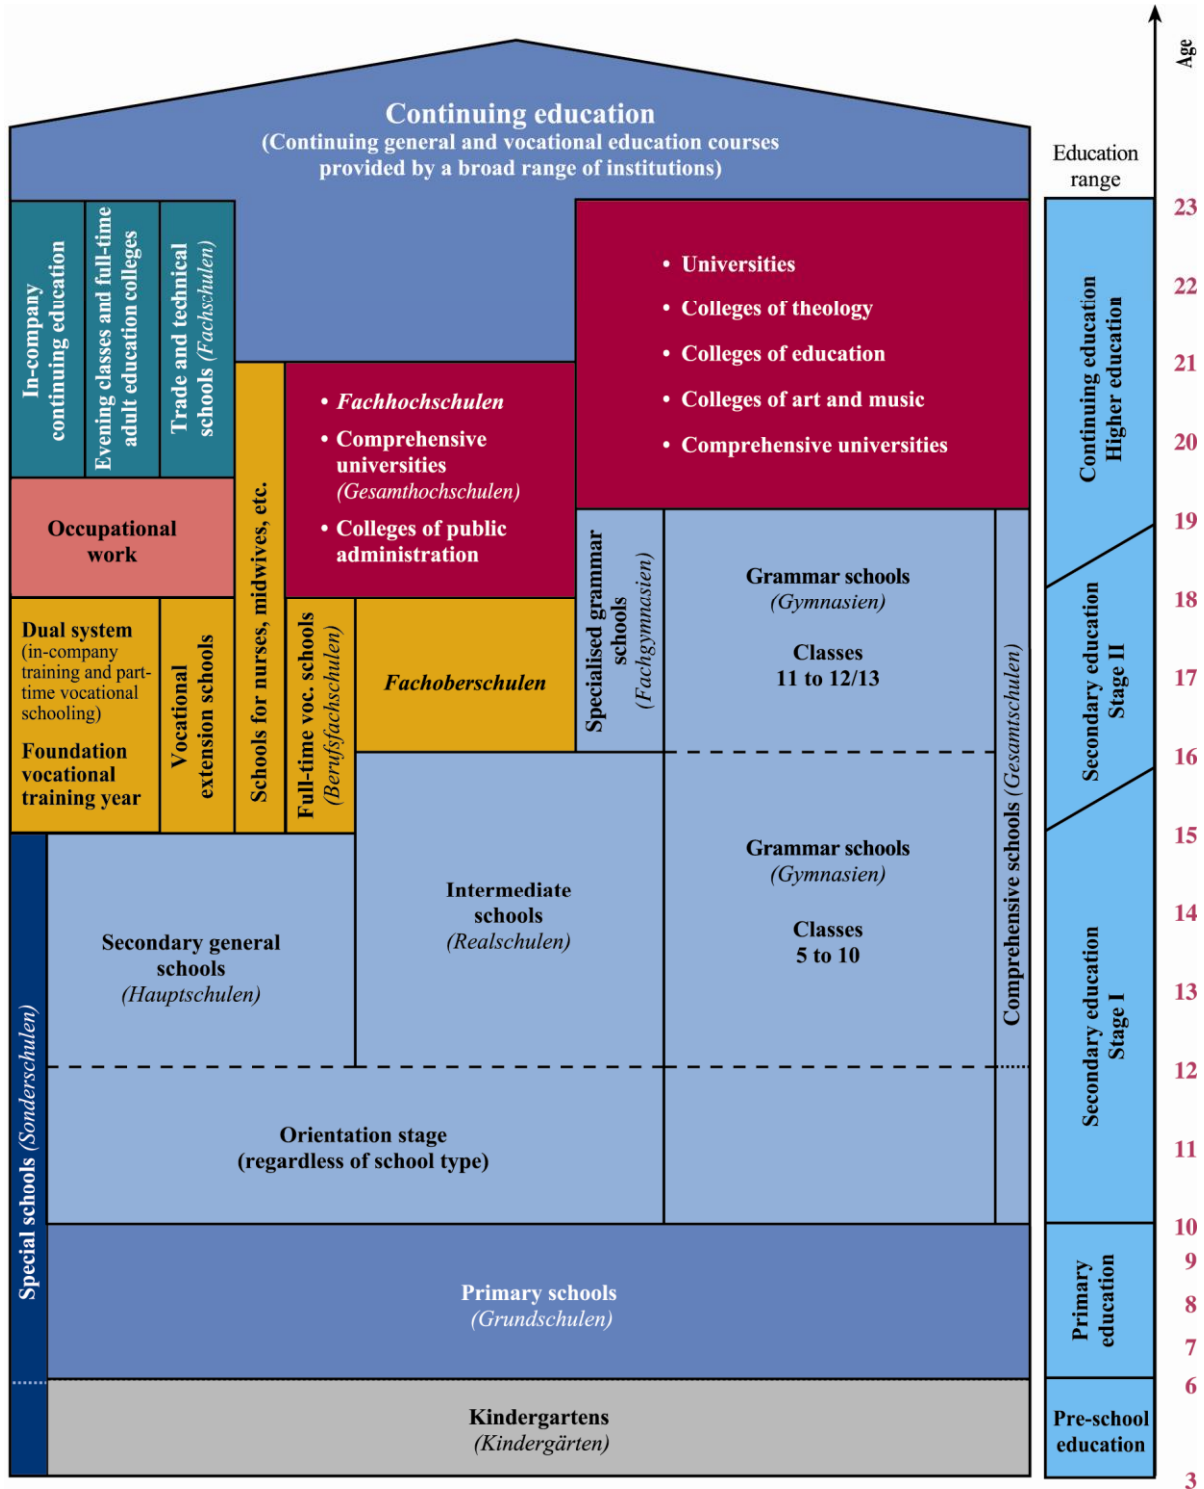 Age
Continuing education
(Continuing general and vocational education courses
provided by a broad range of institutions)
Education
range
In-company
continuing education
Evening classes and full-time
adult education colleges
Trade and technical
schools (Fachschulen)
• Universities
• Colleges of theology
• Colleges of education
• Colleges of art and music
• Comprehensive universities
Continuing education
Higher education
23
22
21
20
19
18
17
16
15
14
13
12
11
10
9
8
7
6
3
• Fachhochschulen
• Comprehensive
universities
(Gesamthochschulen)
• Colleges of public
administration
Occupational
work
Schools for nurses, midwives, etc.
Dual system
(in-company
training and part-
time vocational
schooling)
Foundation
vocational
training year
Vocational
extension schools
Full-time voc. schools
(Berufsfachschulen)
Fachoberschulen
Specialised grammar
schools
(Fachgymnasien)
Grammar schools
(Gymnasien)
Classes
11 to 12/13
Comprehensive schools (Gesamtschulen)
Secondary education
Stage II
Special schools (Sonderschulen)
Secondary general
schools
(Hauptschulen)
Intermediate
schools
(Realschulen)
Grammar schools
(Gymnasien)
Classes
5 to 10
Secondary education
Stage I
Orientation stage
(regardless of school type)
Primary schools
(Grundschulen)
Primary
education
Kindergartens
(Kindergärten)
Pre-school
education